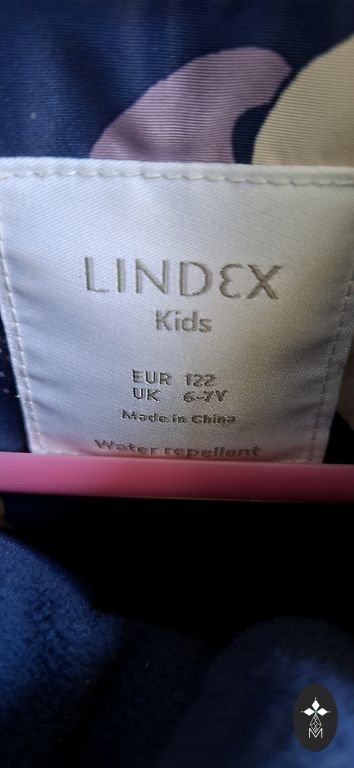 LINDEX
Kids
EUR 122
UK 6-7Y
Made in China
Water repellent
M